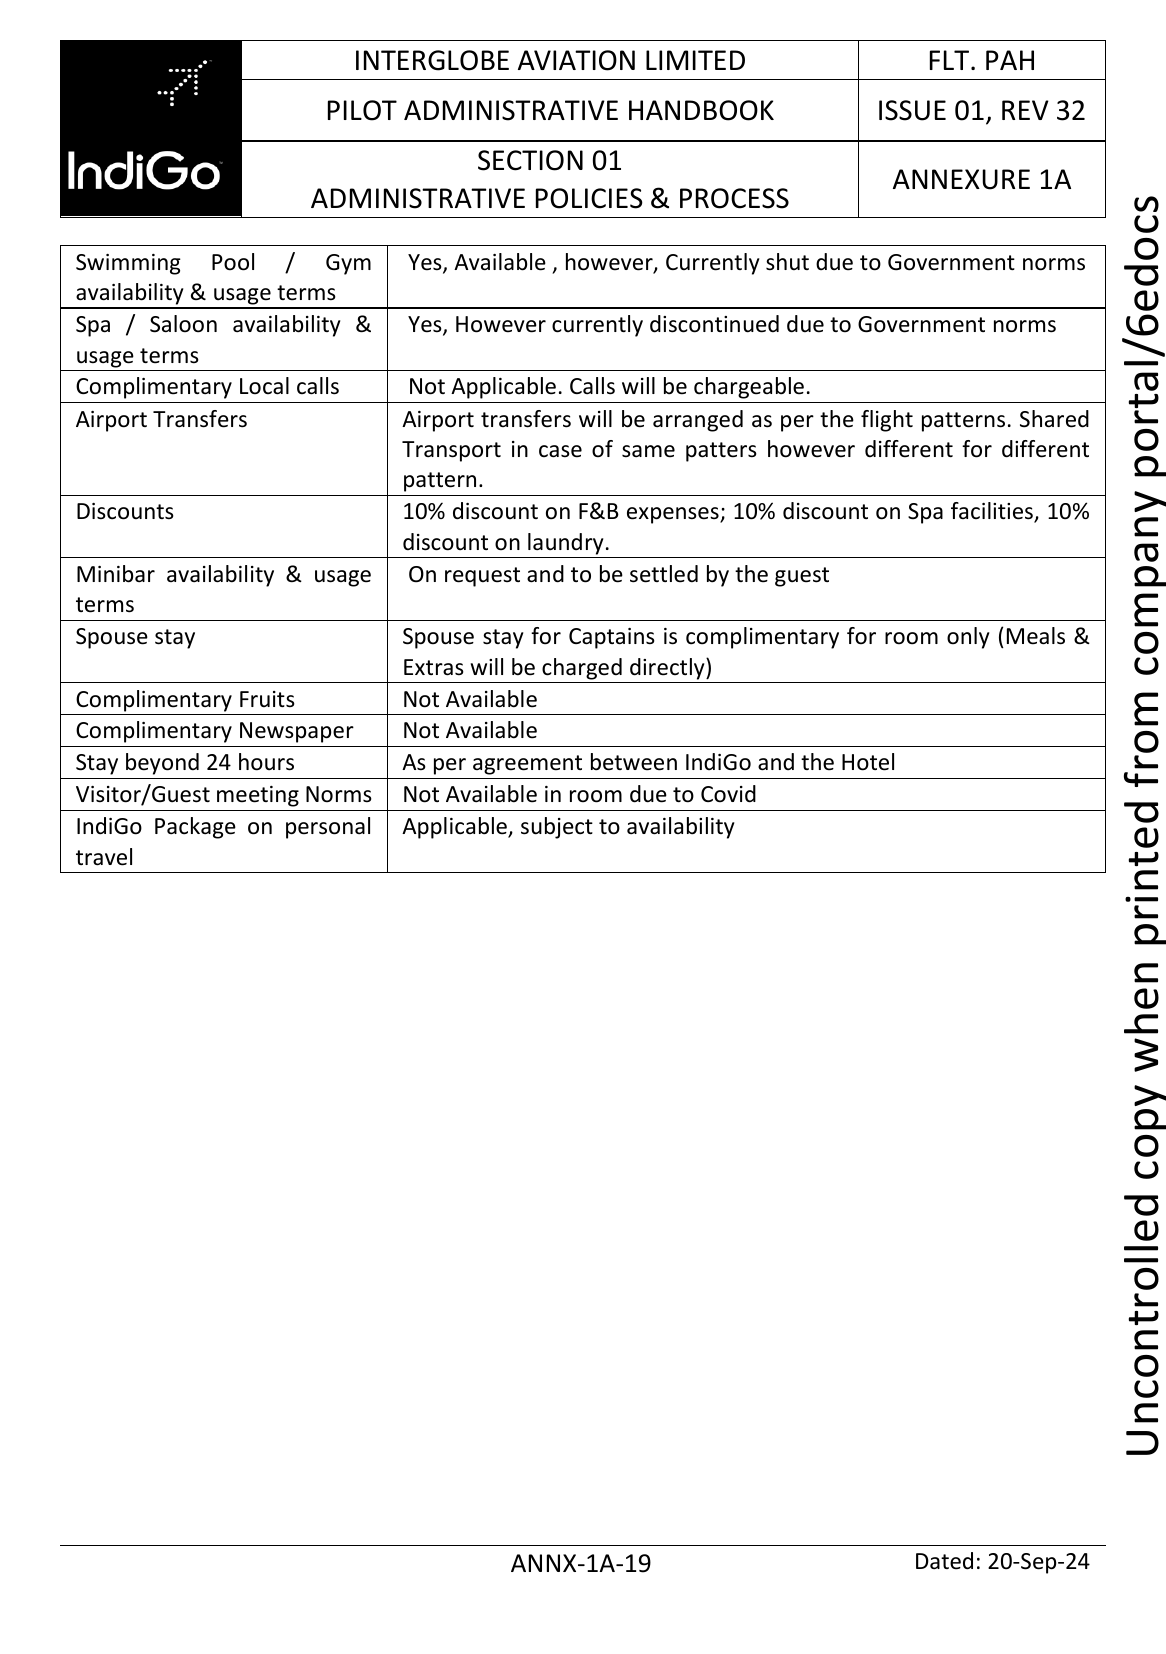 IndiGo
INTERGLOBE AVIATION LIMITED
FLT. PAH
PILOT ADMINISTRATIVE HANDBOOK
ISSUE 01, REV 32
SECTION 01
ADMINISTRATIVE POLICIES & PROCESS
ANNEXURE 1A
Swimming Pool / Gym
availability & usage terms
Yes, Available , however, Currently shut due to Government norms
Spa / Saloon availability &
usage terms
Yes, However currently discontinued due to Government norms
Complimentary Local calls
Not Applicable. Calls will be chargeable.
Airport Transfers
Airport transfers will be arranged as per the flight patterns. Shared
Transport in case of same patters however different for different
pattern.
Discounts
10% discount on F&B expenses; 10% discount on Spa facilities, 10%
discount on laundry.
Minibar availability & usage
terms
On request and to be settled by the guest
Spouse stay
Spouse stay for Captains is complimentary for room only (Meals &
Extras will be charged directly)
Complimentary Fruits
Not Available
Complimentary Newspaper
Not Available
Stay beyond 24 hours
As per agreement between IndiGo and the Hotel
Visitor/Guest meeting Norms
Not Available in room due to Covid
IndiGo Package on personal
travel
Applicable, subject to availability
Uncontrolled copy when printed from company portal/6edocs
ANNX-1A-19
Dated: 20-Sep-24